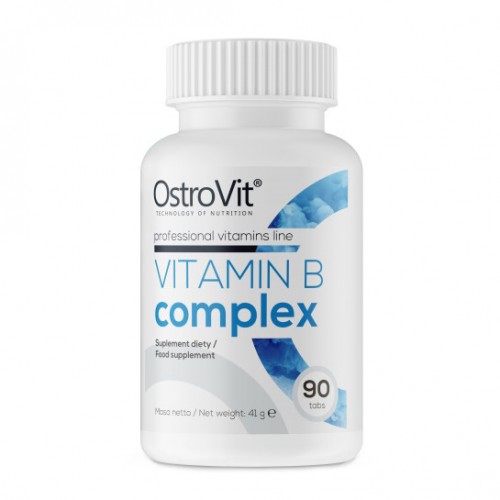 OstroVit®
TECHNOLOGY OF NUTRITION
professional vitamins line
VITAMIN B
complex
Suplement diety /
Food supplement
90
tabs
Masa netto / Net weight: 41 g ℮